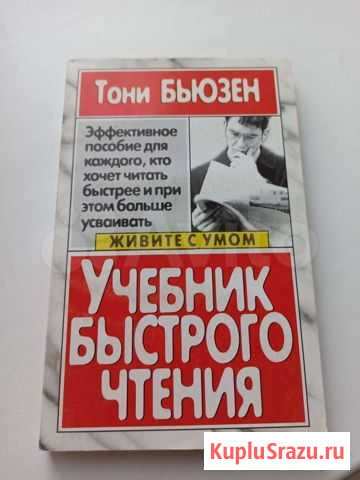 Тони БЬЮЗЕН
Эффективное
пособие для
каждого, кто
хочет читать
быстрее и при
этом больше
усваивать
ЖИВИТЕ С УМОМ
УЧЕБНИК
БЫСТРОГО
ЧТЕНИЯ
KupluSrazu.ru